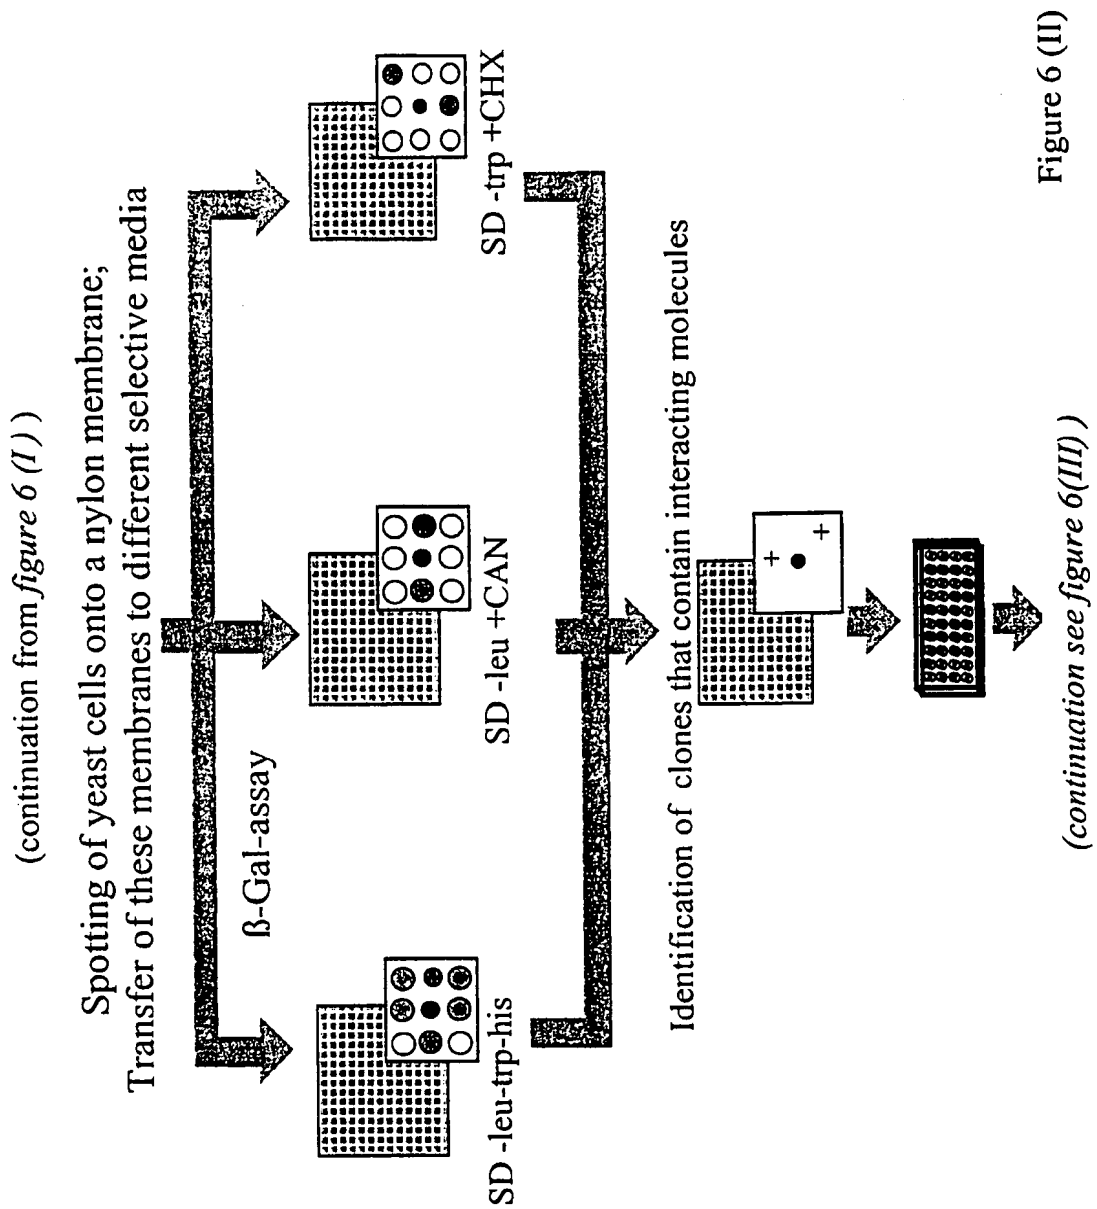 (continuation from figure 6 (I) )
Spotting of yeast cells onto a nylon membrane;
Transfer of these membranes to different selective media
ß-Gal-assay
SD -leu-trp-his
SD -leu +CAN
SD -trp +CHX
Identification of clones that contain interacting molecules
+
+
(continuation see figure 6(III) )
Figure 6 (II)